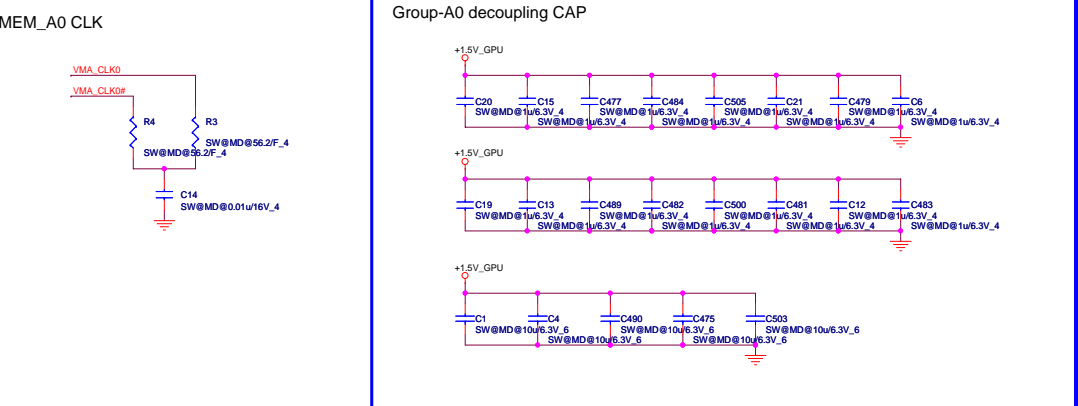 MEM_A0 CLK
VMA_CLK0
VMA_CLK0#
R4
SW@MD@56.2/F_4
R3
SW@MD@56.2/F_4
C14
SW@MD@0.01u/16V_4
Group-A0 decoupling CAP
+1.5V_GPU
C20
SW@MD@1u/6.3V_4
C15
SW@MD@1u/6.3V_4
C477
SW@MD@1u/6.3V_4
C484
SW@MD@1u/6.3V_4
C505
SW@MD@1u/6.3V_4
C21
SW@MD@1u/6.3V_4
C479
SW@MD@1u/6.3V_4
C6
SW@MD@1u/6.3V_4
+1.5V_GPU
C19
SW@MD@1u/6.3V_4
C13
SW@MD@1u/6.3V_4
C489
SW@MD@1u/6.3V_4
C482
SW@MD@1u/6.3V_4
C500
SW@MD@1u/6.3V_4
C481
SW@MD@1u/6.3V_4
C12
SW@MD@1u/6.3V_4
C483
SW@MD@1u/6.3V_4
+1.5V_GPU
C1
SW@MD@10u/6.3V_6
C4
SW@MD@10u/6.3V_6
C490
SW@MD@10u/6.3V_6
C475
SW@MD@10u/6.3V_6
C503
SW@MD@10u/6.3V_6